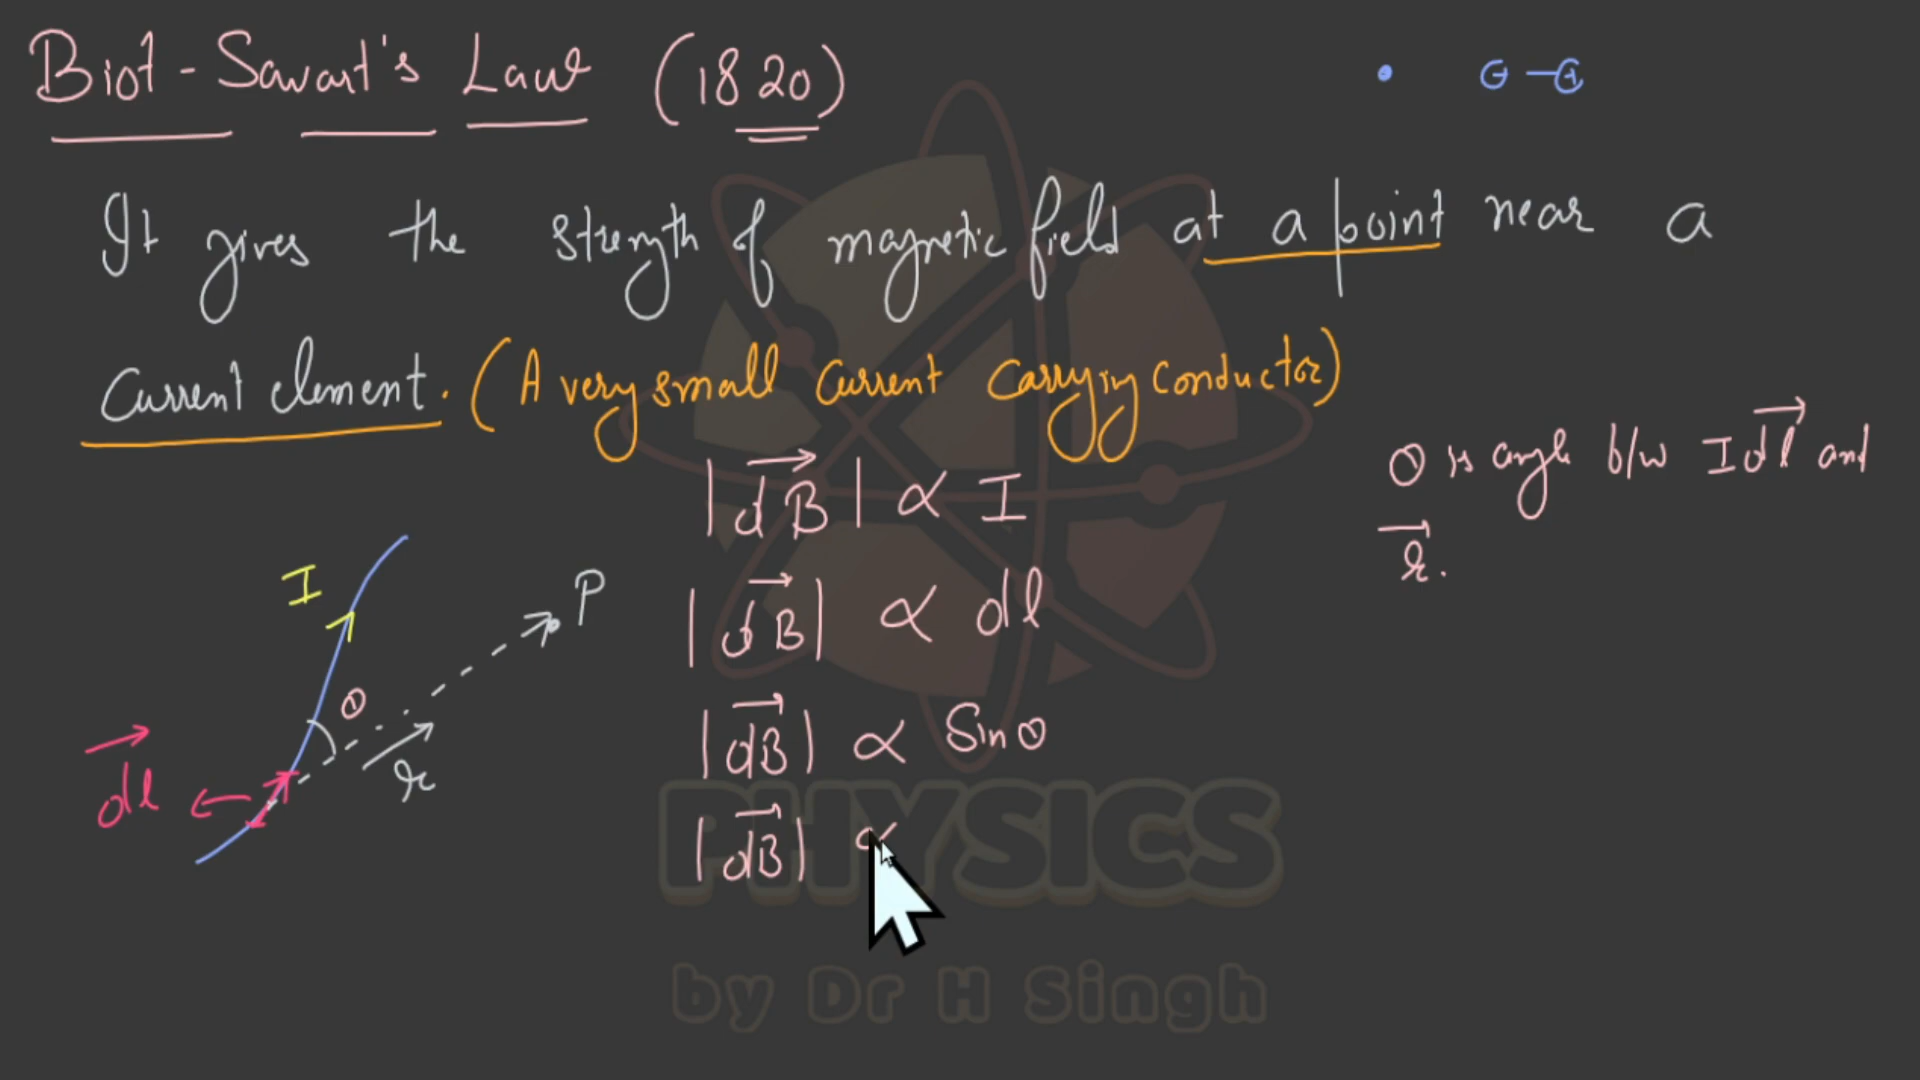 Biot-Savart's Law (1820)
It gives the strength of magnetic field at a point near a
Current element. (A very small current carrying conductor)
|dB| ∝ I
θ is angle b/w I dl and
r.
I
P
|dB| ∝ dl
θ
|dB| ∝ Sin θ
dl
r
|dB| ∝
PHYSICS
by Dr H Singh